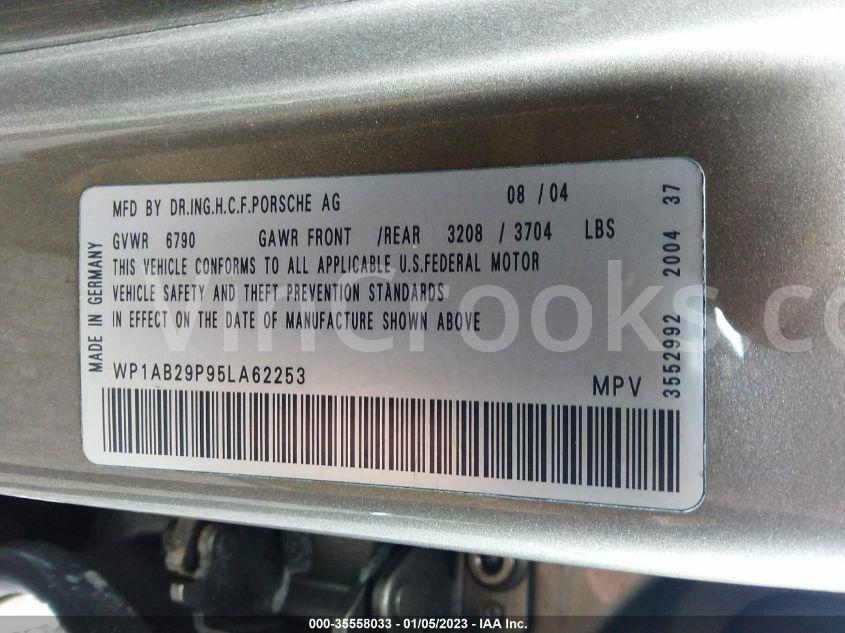 MFD BY DR.ING.H.C.F.PORSCHE AG 08 / 04
GVWR 6790 GAWR FRONT /REAR 3208 / 3704 LBS
THIS VEHICLE CONFORMS TO ALL APPLICABLE U.S.FEDERAL MOTOR
VEHICLE SAFETY AND THEFT PREVENTION STANDARDS
IN EFFECT ON THE DATE OF MANUFACTURE SHOWN ABOVE
WP1AB29P95LA62253 MPV
MADE IN GERMANY
3552992 2004 37
VinCrooks.co
000-35558033 - 01/05/2023 - IAA Inc.